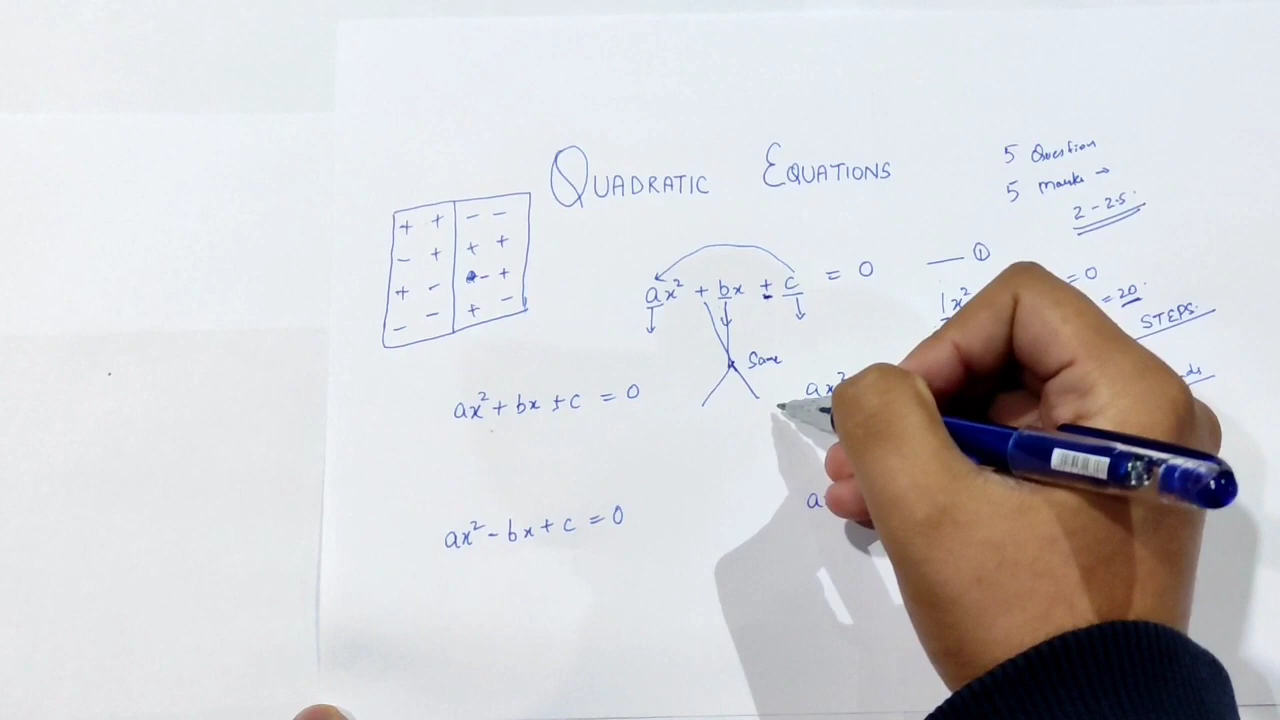 QUADRATIC EQUATIONS
5 Question
5 marks →
2 - 2.5
+ + - -
- + + +
+ - - +
- - + -
ax² + bx ± c = 0 — ①
1x² = 0
= 20
STEPS.
Same
ax² + bx ± c = 0
ax²
ax² - bx + c = 0
a